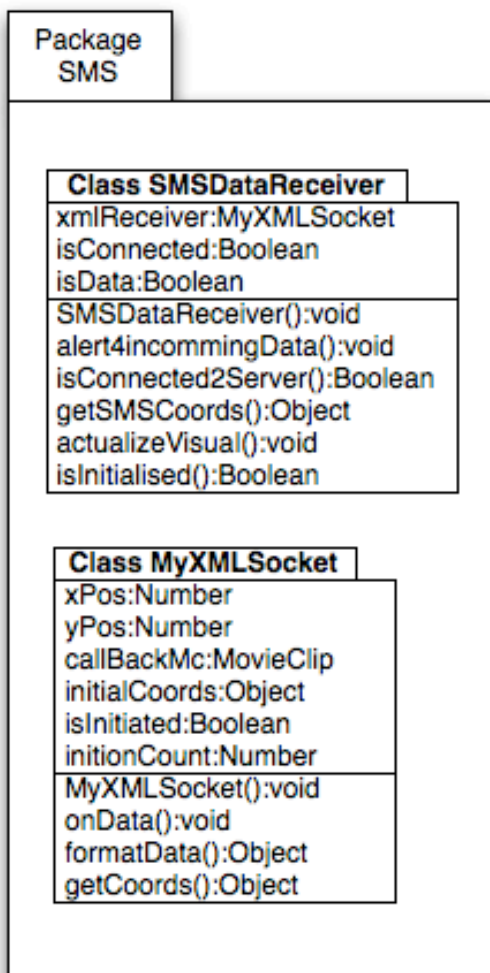 Package
SMS
Class SMSDataReceiver
xmlReceiver:MyXMLSocket
isConnected:Boolean
isData:Boolean
SMSDataReceiver():void
alert4incommingData():void
isConnected2Server():Boolean
getSMSCoords():Object
actualizeVisual():void
isInitialised():Boolean
Class MyXMLSocket
xPos:Number
yPos:Number
callBackMc:MovieClip
initialCoords:Object
isInitiated:Boolean
initionCount:Number
MyXMLSocket():void
onData():void
formatData():Object
getCoords():Object